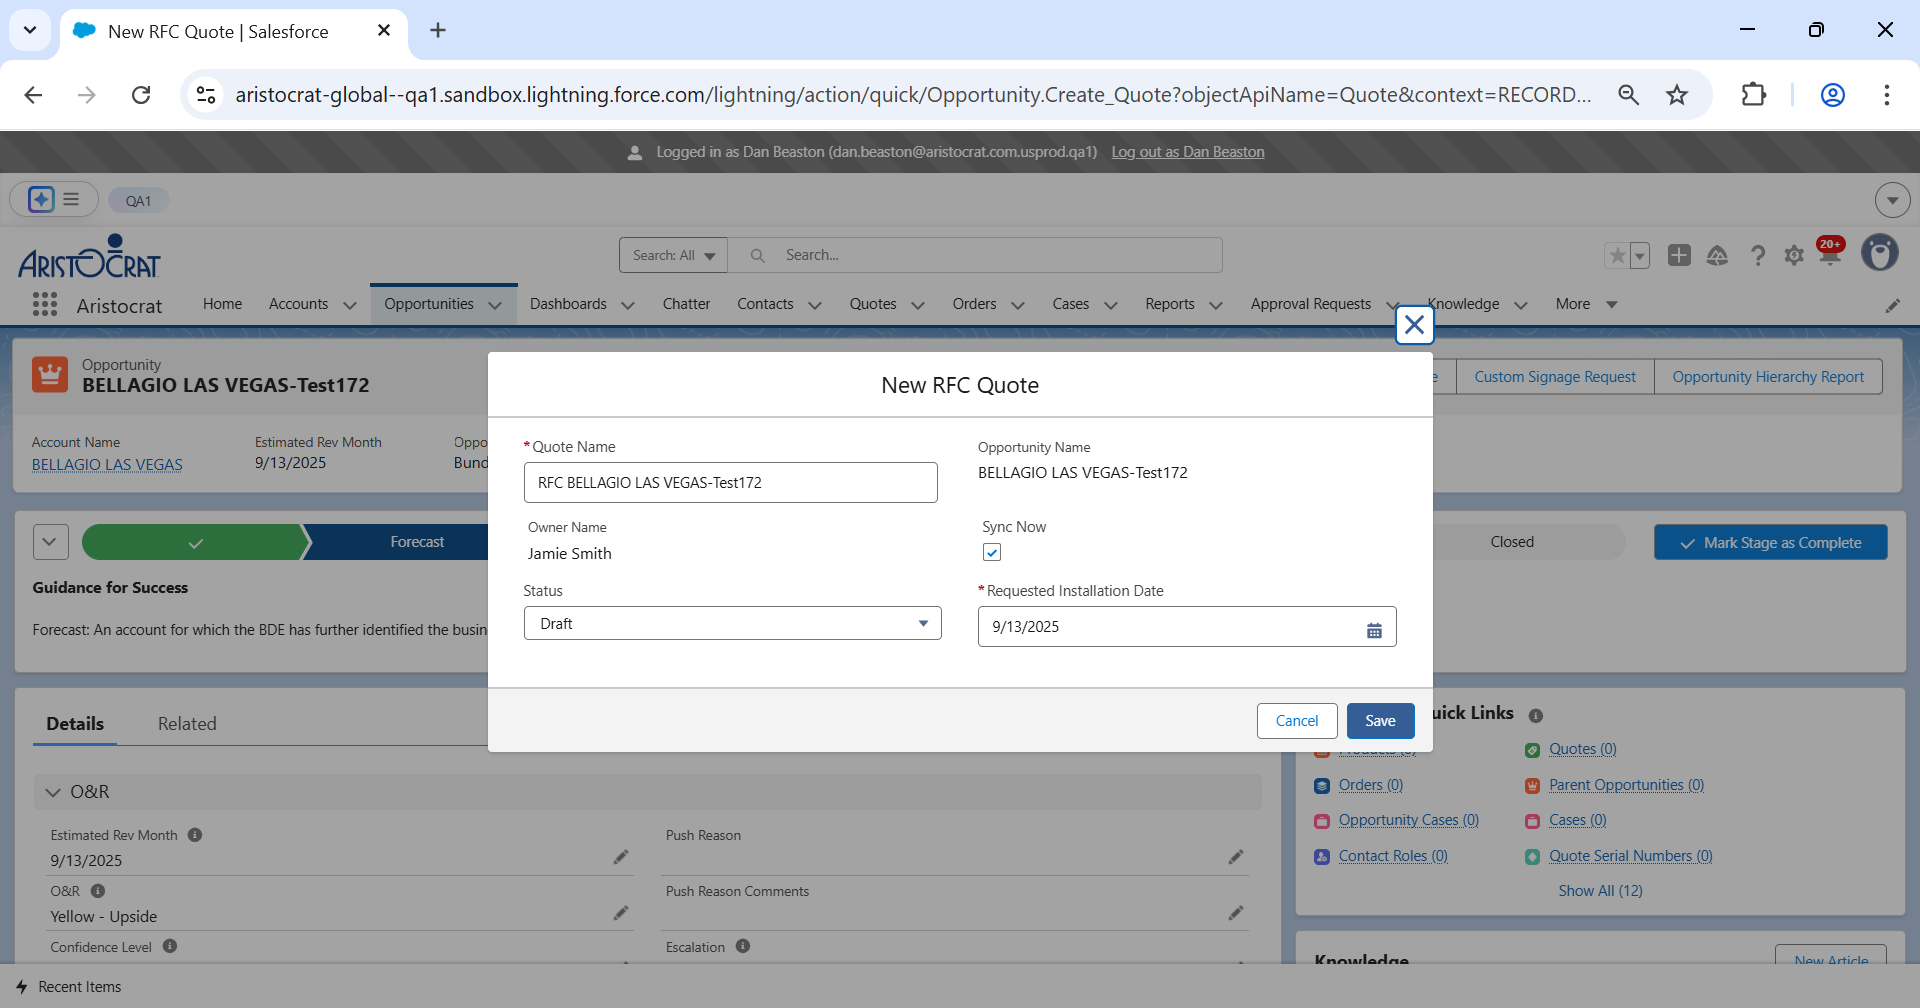 New RFC Quote | Salesforce
aristocrat-global--qa1.sandbox.lightning.force.com/lightning/action/quick/Opportunity.Create_Quote?objectApiName=Quote&context=RECORD...
Logged in as Dan Beaston (dan.beaston@aristocrat.com.usprod.qa1) Log out as Dan Beaston
QA1
ARISTOCRAT
Search: All
Search...
20+
Aristocrat
Home
Accounts
Opportunities
Dashboards
Chatter
Contacts
Quotes
Orders
Cases
Reports
Approval Requests
Knowledge
More
Opportunity
BELLAGIO LAS VEGAS-Test172
Custom Signage Request
Opportunity Hierarchy Report
Account Name
BELLAGIO LAS VEGAS
Estimated Rev Month
9/13/2025
Oppo
Bund
Forecast
Closed
Mark Stage as Complete
Guidance for Success
Forecast: An account for which the BDE has further identified the busin
New RFC Quote
*Quote Name
RFC BELLAGIO LAS VEGAS-Test172
Opportunity Name
BELLAGIO LAS VEGAS-Test172
Owner Name
Jamie Smith
Sync Now
Status
Draft
*Requested Installation Date
9/13/2025
Cancel
Save
Details
Related
O&R
Estimated Rev Month
9/13/2025
Push Reason
O&R
Yellow - Upside
Push Reason Comments
Confidence Level
Escalation
uick Links
Quotes (0)
Orders (0)
Parent Opportunities (0)
Opportunity Cases (0)
Cases (0)
Contact Roles (0)
Quote Serial Numbers (0)
Show All (12)
Knowledge
New Article
Recent Items